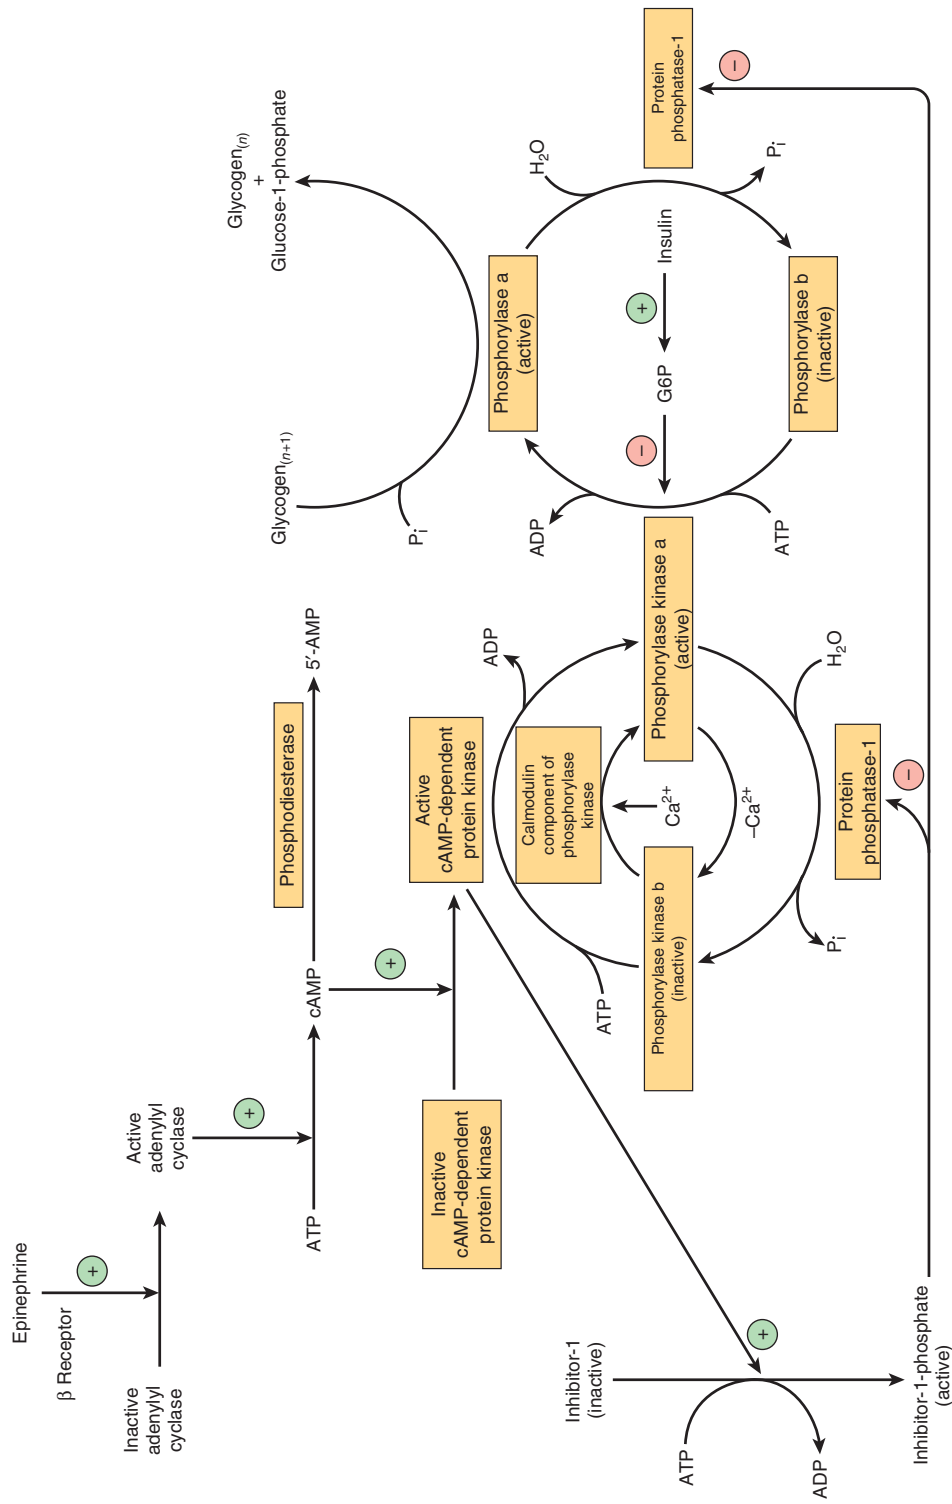 Epinephrine
+
β Receptor
Inactive
adenylyl
cyclase
Active
adenylyl
cyclase
+
ATP
cAMP
Phosphodiesterase
5′-AMP
+
Inactive
cAMP-dependent
protein kinase
Active
cAMP-dependent
protein kinase
Glycogen(n+1)
Glycogen(n)
+
Glucose-1-phosphate
Pi
Inhibitor-1
(inactive)
ATP
+
ADP
Inhibitor-1-phosphate
(active)
ATP
ADP
Calmodulin
component of
phosphorylase
kinase
Phosphorylase kinase b
(inactive)
Ca2+
–Ca2+
Phosphorylase kinase a
(active)
Pi
H2O
Protein
phosphatase-1
–
ADP
ATP
Phosphorylase a
(active)
H2O
–
G6P
+
Insulin
Phosphorylase b
(inactive)
Pi
Protein
phosphatase-1
–